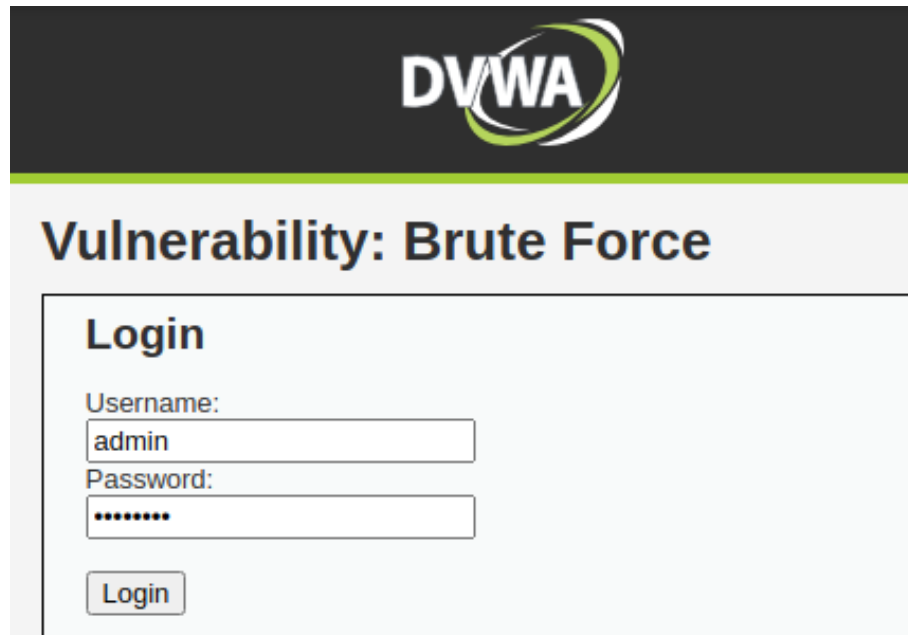 DVWA
Vulnerability: Brute Force
Login
Username:
admin
Password:
••••••••
Login